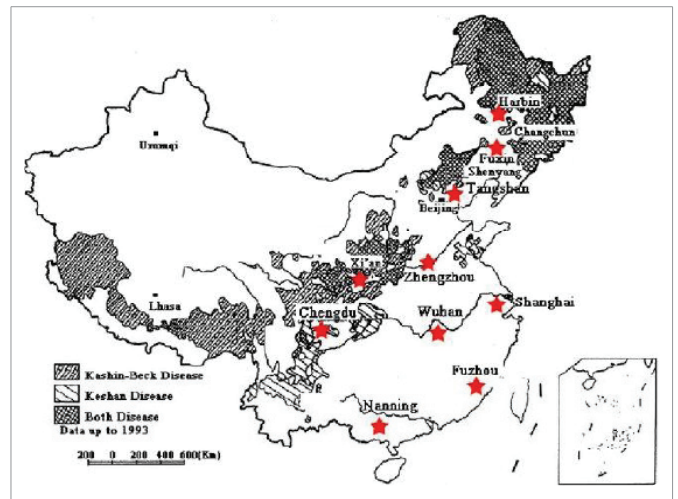 Harbin
Changchun
Fuxin
Shenyang
Tangshan
Beijing
Urumqi
Xi'an
Zhengzhou
Lhasa
Chengdu
Wuhan
Shanghai
Fuzhou
Nanning
Kashin-Beck Disease
Keshan Disease
Both Disease
Data up to 1993
200 0 200 400 600(Km)